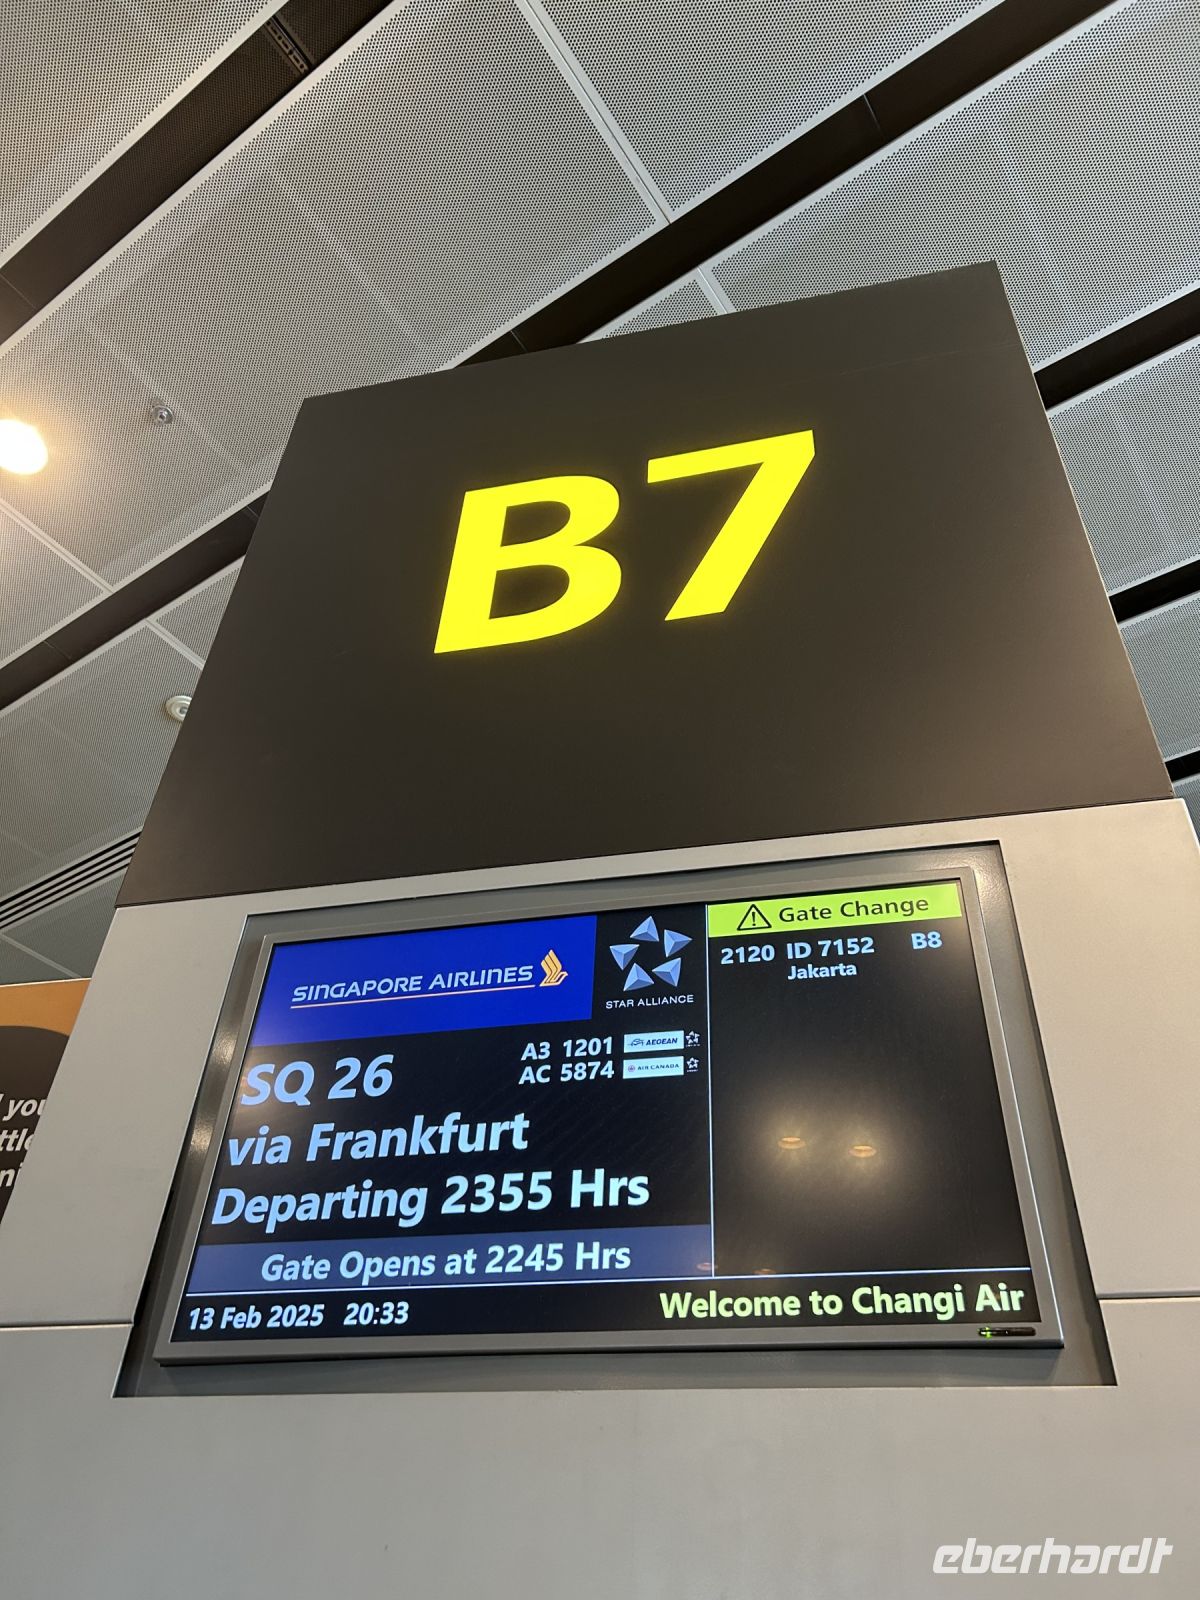 B7
SINGAPORE AIRLINES
STAR ALLIANCE
SQ 26
A3 1201 AEGEAN
AC 5874 AIR CANADA
via Frankfurt
Departing 2355 Hrs
Gate Opens at 2245 Hrs
13 Feb 2025 20:33
Gate Change
2120 ID 7152 B8
Jakarta
Welcome to Changi Air
eberhardt